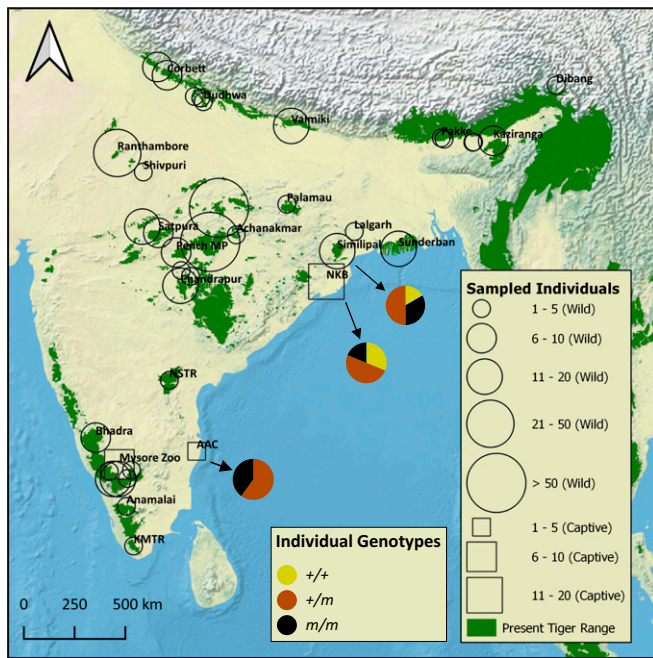 Corbett
Dudhwa
Valmiki
Dibang
Pakke
Kaziranga
Ranthambore
Shivpuri
Palamau
Satpura
Achanakmar
Lalgarh
Pench MP
Similipal
Sunderban
Chandrapur
NKB
NSTR
Bhadra
Mysore Zoo
AAC
Anamalai
KMTR
0 250 500 km
Individual Genotypes
+/+
+/m
m/m
Sampled Individuals
1 - 5 (Wild)
6 - 10 (Wild)
11 - 20 (Wild)
21 - 50 (Wild)
> 50 (Wild)
1 - 5 (Captive)
6 - 10 (Captive)
11 - 20 (Captive)
Present Tiger Range